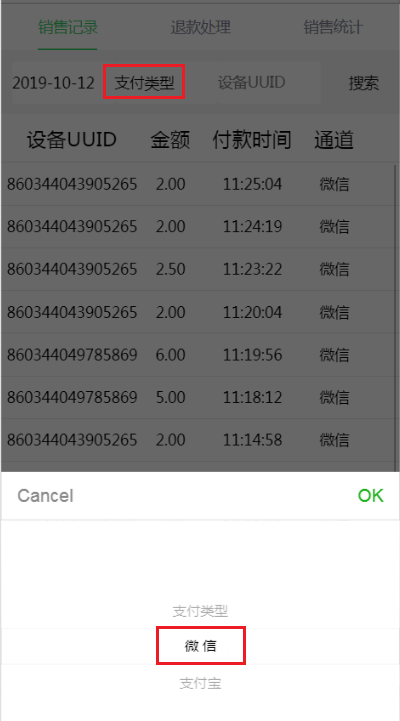 销售记录 退款处理 销售统计
2019-10-12 支付类型 设备UUID 搜索
设备UUID 金额 付款时间 通道
860344043905265 2.00 11:25:04 微信
860344043905265 2.00 11:24:19 微信
860344043905265 2.50 11:23:22 微信
860344043905265 2.00 11:20:04 微信
860344049785869 6.00 11:19:56 微信
860344049785869 5.00 11:18:12 微信
860344043905265 2.00 11:14:58 微信
Cancel OK
支付类型
微信
支付宝